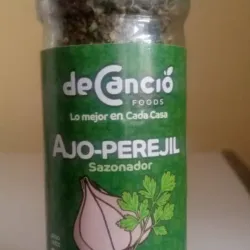 deCanció
FOODS
Lo mejor en Cada Casa
AJO-PEREJIL
Sazonador